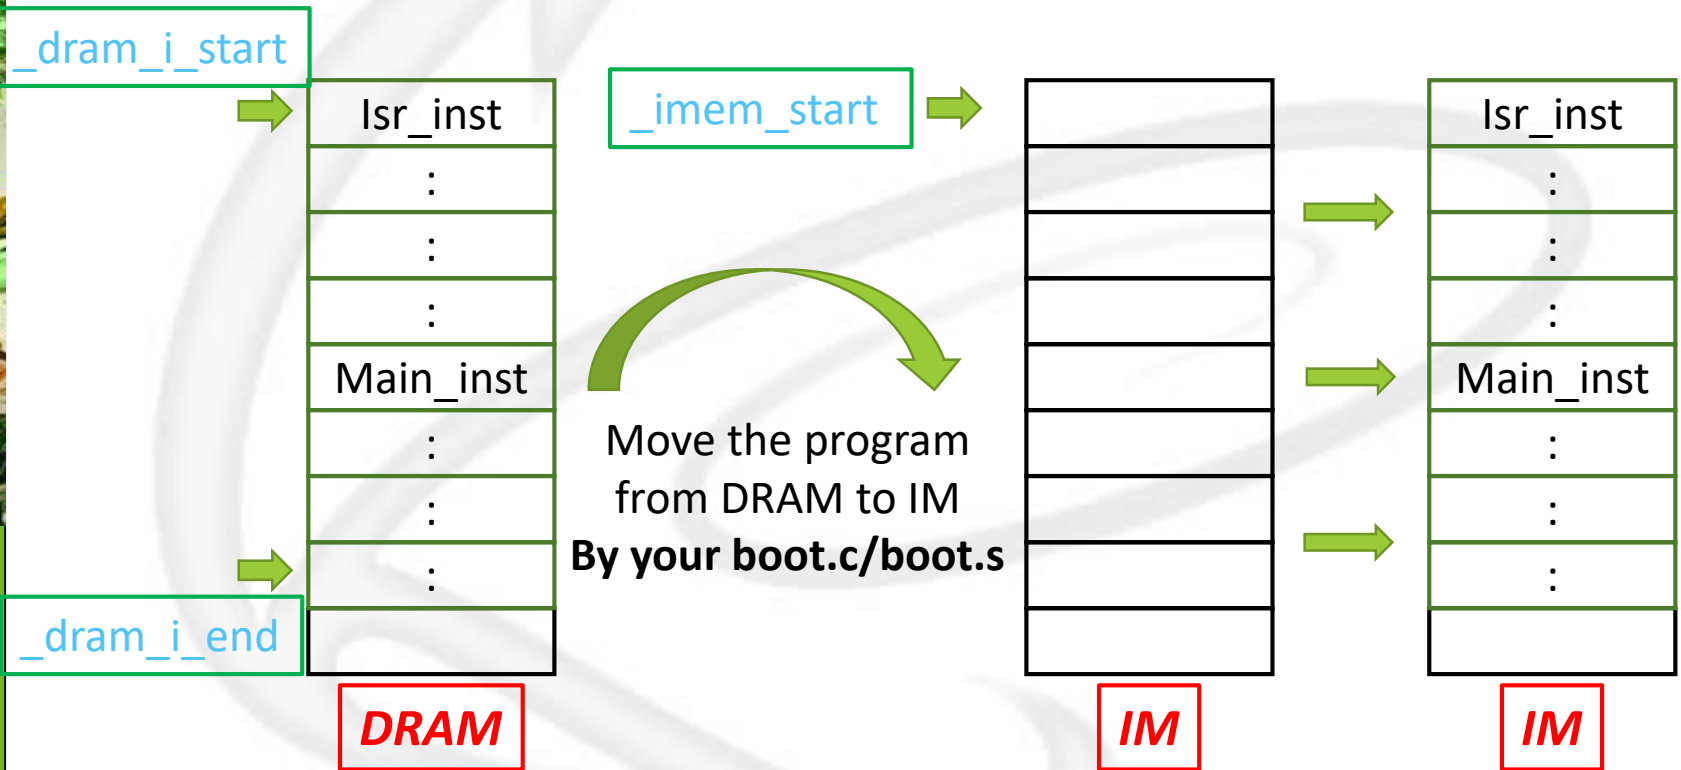 _dram_i_start
Isr_inst
:
:
:
Main_inst
:
:
:
_dram_i_end
DRAM
_imem_start
Move the program
from DRAM to IM
By your boot.c/boot.s
IM
Isr_inst
:
:
:
Main_inst
:
:
:
IM